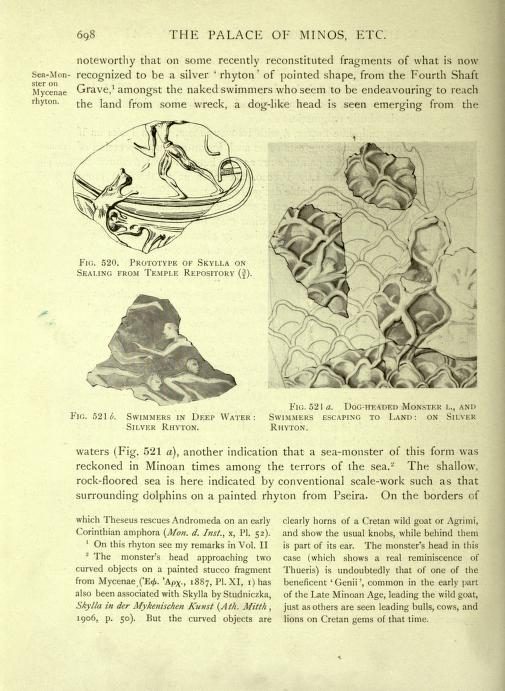 698 THE PALACE OF MINOS, ETC.
noteworthy that on some recently reconstituted fragments of what is now
Sea-Mon-
ster on
Mycenae
rhyton.
recognized to be a silver ‘ rhyton’ of pointed shape, from the Fourth Shaft
Grave,¹ amongst the naked swimmers who seem to be endeavouring to reach
the land from some wreck, a dog-like head is seen emerging from the
Fig. 520. Prototype of Skylla on
Sealing from Temple Repository
Fig. 521 b. Swimmers in Deep Water:
Silver Rhyton.
Fig. 521 a. Dog-headed Monster l., and
Swimmers escaping to Land: on Silver
Rhyton.
waters (Fig. 521 a), another indication that a sea-monster of this form was
reckoned in Minoan times among the terrors of the sea.² The shallow,
rock-floored sea is here indicated by conventional scale-work such as that
surrounding dolphins on a painted rhyton from Pseira. On the borders of
which Theseus rescues Andromeda on an early
Corinthian amphora (Mon. d. Inst., x, Pl. 52).
¹ On this rhyton see my remarks in Vol. II
² The monster's head approaching two
curved objects on a painted stucco fragment
from Mycenae (Ἐφ. Ἀρχ., 1887, Pl. XI, 1) has
also been associated with Skylla by Studniczka,
Skylla in der Mykenischen Kunst (Ath. Mitth,
1906, p. 50). But the curved objects are
clearly horns of a Cretan wild goat or Agrimi,
and show the usual knobs, while behind them
is part of its ear. The monster's head in this
case (which shows a real reminiscence of
Thueris) is undoubtedly that of one of the
beneficent ‘Genii’, common in the early part
of the Late Minoan Age, leading the wild goat,
just as others are seen leading bulls, cows, and
lions on Cretan gems of that time.